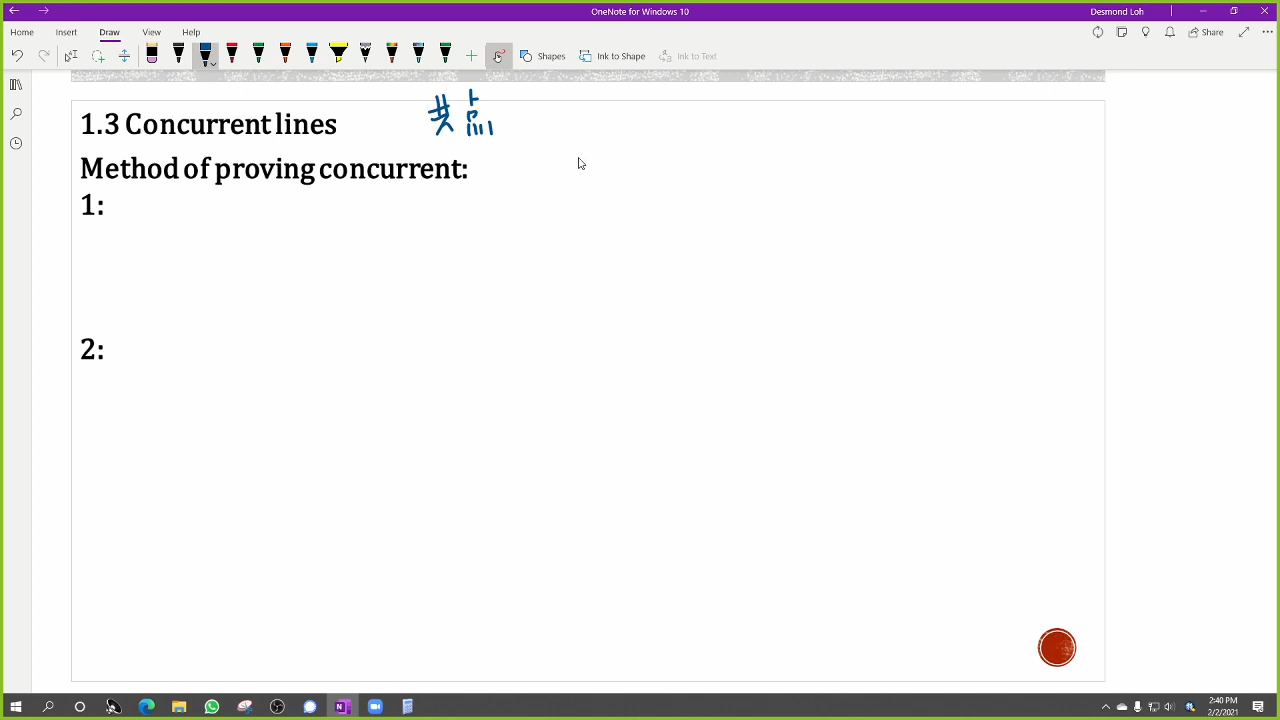 OneNote for Windows 10
Desmond Loh
Home Insert Draw View Help
Share
Shapes Ink to Shape Ink to Text
1.3 Concurrent lines 共点
Method of proving concurrent:
1:
2:
2:40 PM
2/2/2021